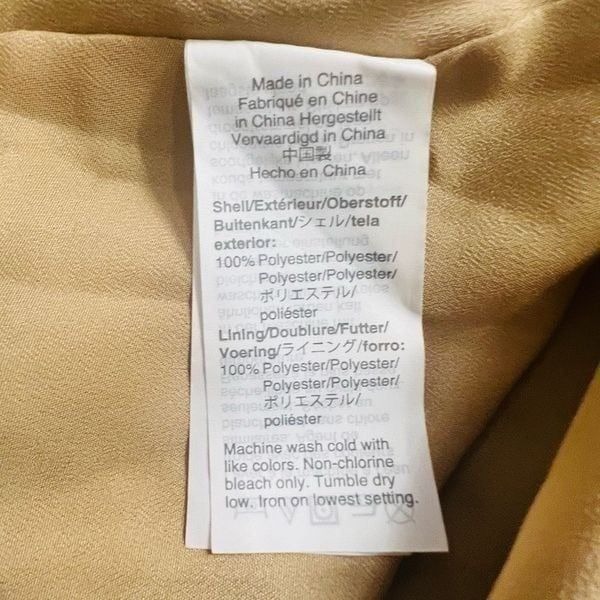 Made in China
Fabriqué en Chine
in China Hergestellt
Vervaardigd in China
中国製
Hecho en China
Shell/Extérieur/Oberstoff/
Buitenkant/シェル/tela
exterior:
100% Polyester/Polyester/
Polyester/Polyester/
ポリエステル/
poliéster
Lining/Doublure/Futter/
Voering/ライニング/forro:
100% Polyester/Polyester/
Polyester/Polyester/
ポリエステル/
poliéster
Machine wash cold with
like colors. Non-chlorine
bleach only. Tumble dry
low. Iron on lowest setting.